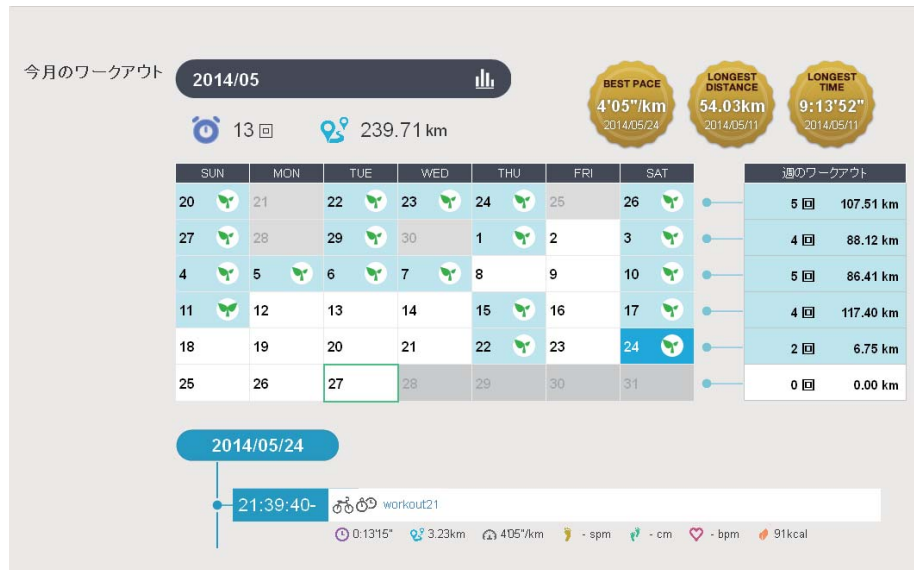 今月のワークアウト
2014/05
BEST PACE
4'05"/km
2014/05/24
LONGEST
DISTANCE
54.03km
2014/05/11
LONGEST
TIME
9:13'52"
2014/05/11
13 回
239.71 km
SUN MON TUE WED THU FRI SAT 週のワークアウト
20 21 22 23 24 25 26 5 回 107.51 km
27 28 29 30 1 2 3 4 回 88.12 km
4 5 6 7 8 9 10 5 回 86.41 km
11 12 13 14 15 16 17 4 回 117.40 km
18 19 20 21 22 23 24 2 回 6.75 km
25 26 27 28 29 30 31 0 回 0.00 km
2014/05/24
21:39:40- workout21
0:13'15" 3.23km 4'05"/km - spm - cm - bpm 91kcal